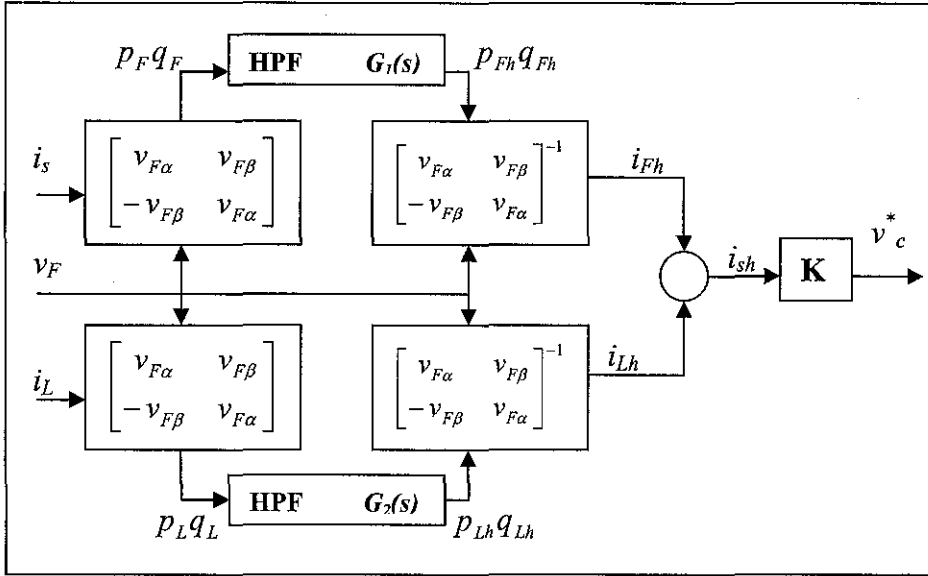 p_F q_F
HPF G_1(s)
p_Fh q_Fh
i_s
[ v_Fα v_Fβ
−v_Fβ v_Fα ]
[ v_Fα v_Fβ
−v_Fβ v_Fα ]^−1
i_Fh
v_F
i_sh
K
v^*_c
i_L
[ v_Fα v_Fβ
−v_Fβ v_Fα ]
[ v_Fα v_Fβ
−v_Fβ v_Fα ]^−1
i_Lh
p_L q_L
HPF G_2(s)
p_Lh q_Lh